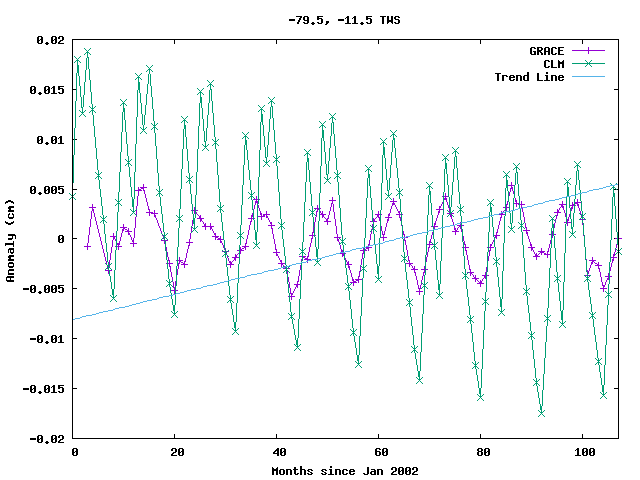 -79.5, -11.5 TWS
0.02
0.015
0.01
0.005
0
-0.005
-0.01
-0.015
-0.02
Anomaly (cm)
GRACE
CLM
Trend Line
0 20 40 60 80 100
Months since Jan 2002